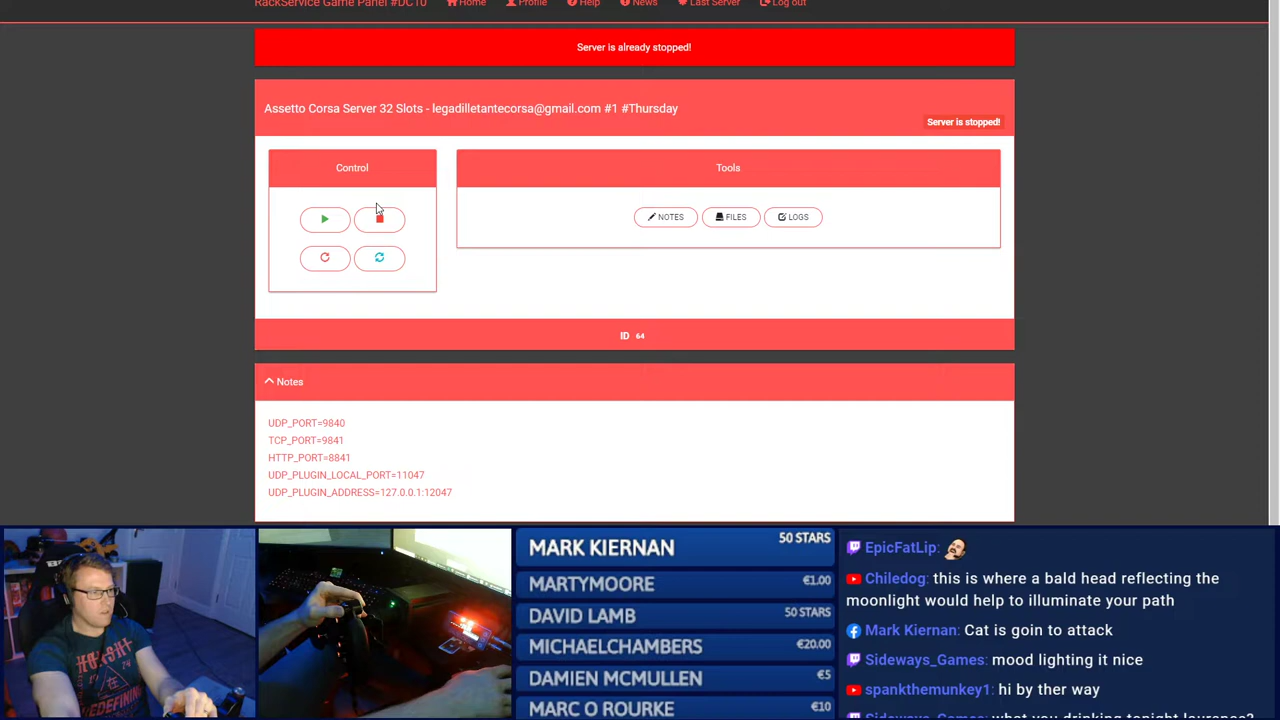 RackService Game Panel #DC10 Home Profile Help News Last Server Log out
Server is already stopped!
Assetto Corsa Server 32 Slots - legadilletantecorsa@gmail.com #1 #Thursday
Server is stopped!
Control
Tools
NOTES FILES LOGS
ID 64
Notes
UDP_PORT=9840
TCP_PORT=9841
HTTP_PORT=8841
UDP_PLUGIN_LOCAL_PORT=11047
UDP_PLUGIN_ADDRESS=127.0.0.1:12047
MARK KIERNAN 50 STARS
MARTYMOORE €1.00
DAVID LAMB 50 STARS
MICHAELCHAMBERS €20.00
DAMIEN MCMULLEN €5
MARC O ROURKE €10
EpicFatLip:
Chiledog: this is where a bald head reflecting the
moonlight would help to illuminate your path
Mark Kiernan: Cat is goin to attack
Sideways_Games: mood lighting it nice
spankthemunkey1: hi by ther way
Sideways_Games: what you drinking tonight